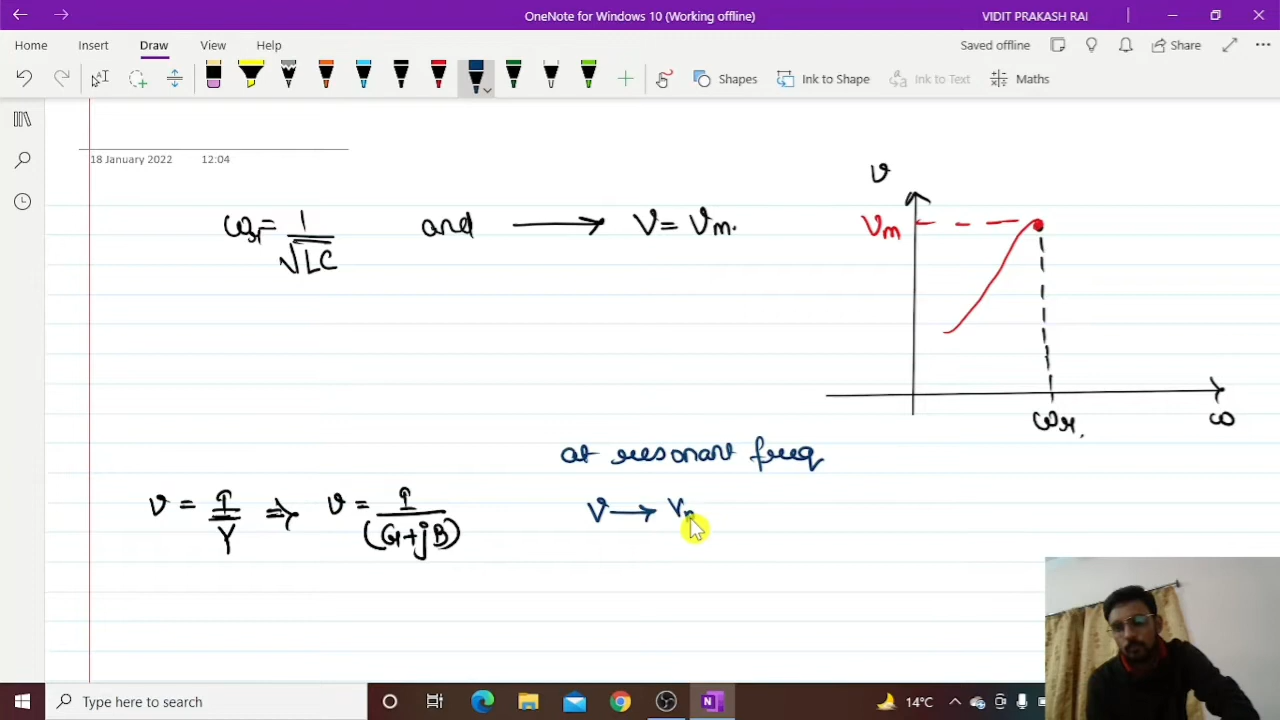 OneNote for Windows 10 (Working offline)
VIDIT PRAKASH RAI
Home Insert Draw View Help
Saved offline
Share
Shapes
Ink to Shape
Ink to Text
Maths
18 January 2022 12:04
ωr = 1/√LC and → V = Vm.
V
Vm
ωr.
ω
at resonant freq
V = I/Y ⇒ V = I/(G+jB)
V → Vm
Type here to search
14°C